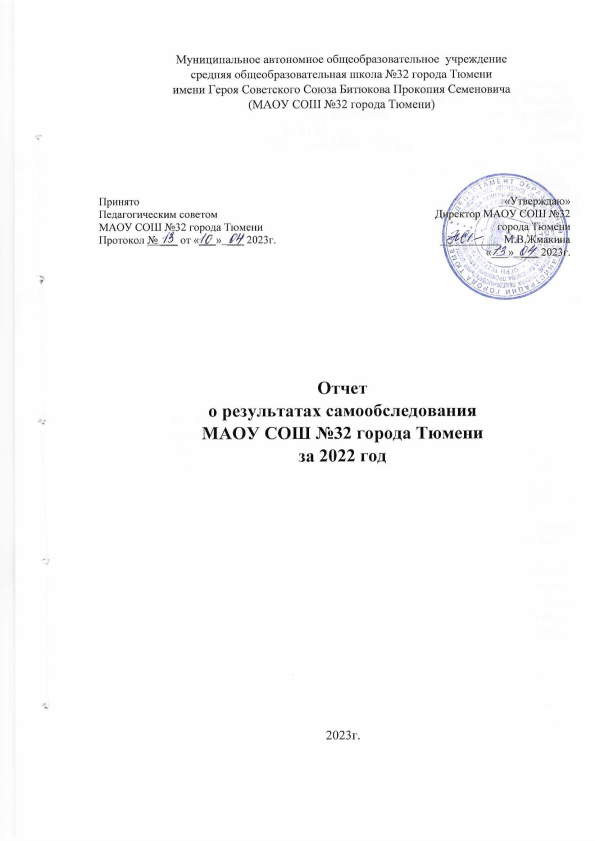 Муниципальное автономное общеобразовательное учреждение
средняя общеобразовательная школа №32 города Тюмени
имени Героя Советского Союза Битюкова Прокопия Семеновича
(МАОУ СОШ №32 города Тюмени)
Принято
Педагогическим советом
МАОУ СОШ №32 города Тюмени
Протокол № 13 от «10» 04 2023г.
«Утверждаю»
Директор МАОУ СОШ №32
города Тюмени
М.В.Жмакина
«13» 04 2023г.
Отчет
о результатах самообследования
МАОУ СОШ №32 города Тюмени
за 2022 год
2023г.